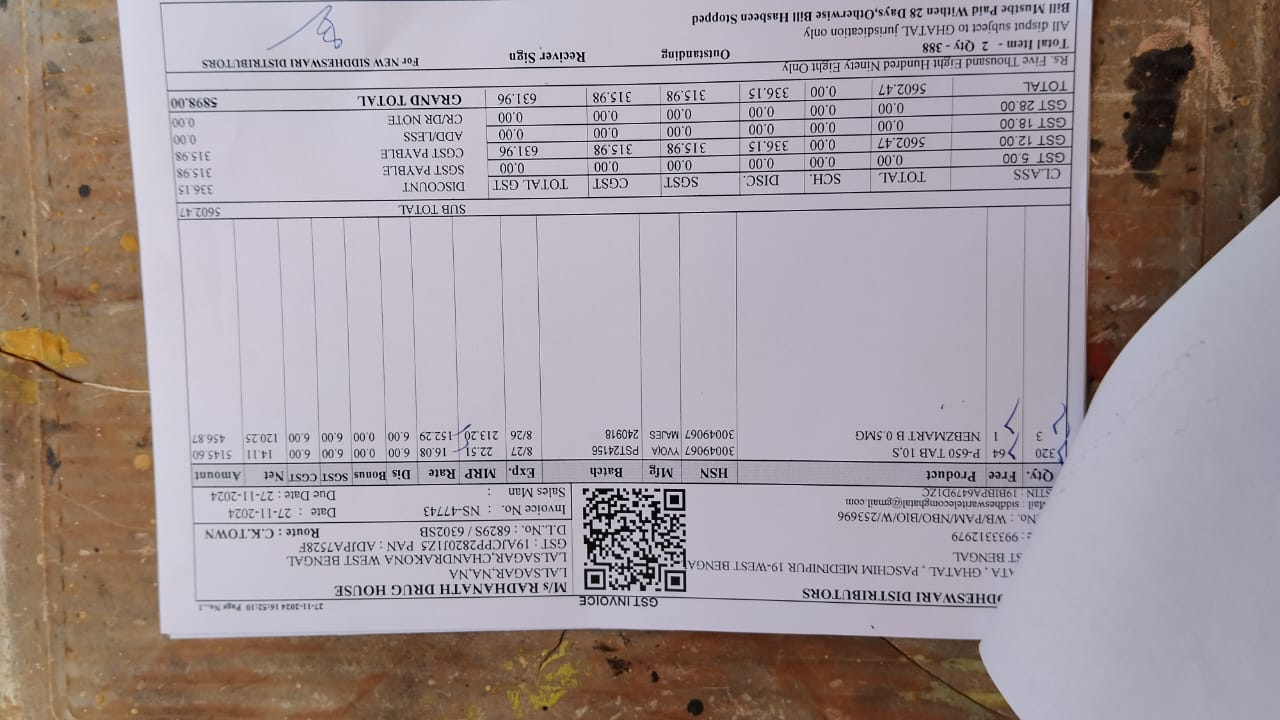 27-11-2024 16:52:10 Page No...1
GST INVOICE
DDHESWARI DISTRIBUTORS
ATA , GHATAL , PASCHIM MEDINIPUR 19-WEST BENGA
ST BENGAL
: 9933312979
No. : WB/PAM/NBO/BIO/W/253696
Mail : siddheswaricongghatal@gmail.com
STIN : 19BIPBP6479D1ZC
M/s RADHANATH DRUG HOUSE
LALSAGAR,NA,NA
LALSAGAR,CHANDRAKONA WEST BENGAL
GST : 19AJCPJ2820J1ZS PAN : ADJPA7528F
D.L.No. : 6829S / 6302SB Route : C.K.TOWN
Invoice No. : NS-47743 Date : 27-11-2024
Sales Man : Due Date : 27-11-2024
Qty. Free Product HSN Mfg Batch Exp. MRP Rate Dis Bonus SGST CGST Net Amount
320 64 P-650 TAB 10,S 30049067 YVOIA PST24156 8/27 22.51 16.08 6.00 0.00 6.00 6.00 14.11 5145.60
3 1 NEBZMART B 0.5MG 30049067 MAJES 240918 8/26 213.20 152.29 6.00 0.00 6.00 6.00 120.25 456.87
SUB TOTAL 5602.47
CLASS TOTAL SCH. DISC. SGST CGST TOTAL GST DISCOUNT 336.15
GST 5.00 0.00 0.00 0.00 0.00 0.00 0.00 SGST PAYBLE 315.98
GST 12.00 5602.47 0.00 336.15 315.98 315.98 631.96 CGST PAYBLE 315.98
GST 18.00 0.00 0.00 0.00 0.00 0.00 0.00 ADD/LESS 0.00
GST 28.00 0.00 0.00 0.00 0.00 0.00 0.00 CR/DR NOTE 0.00
TOTAL 5602.47 0.00 336.15 315.98 315.98 631.96 GRAND TOTAL 5898.00
Rs. Five Thousand Eight Hundred Ninety Eight Only
Total Item - 2 Qty - 388 Outstanding Reciver Sign For NEW SIDDHESWARI DISTRIBUTORS
All disput subject to GHATAL jurisdication only
Bill Mustbe Paid Withen 28 Days,Otherwise Bill Hasbeen Stopped